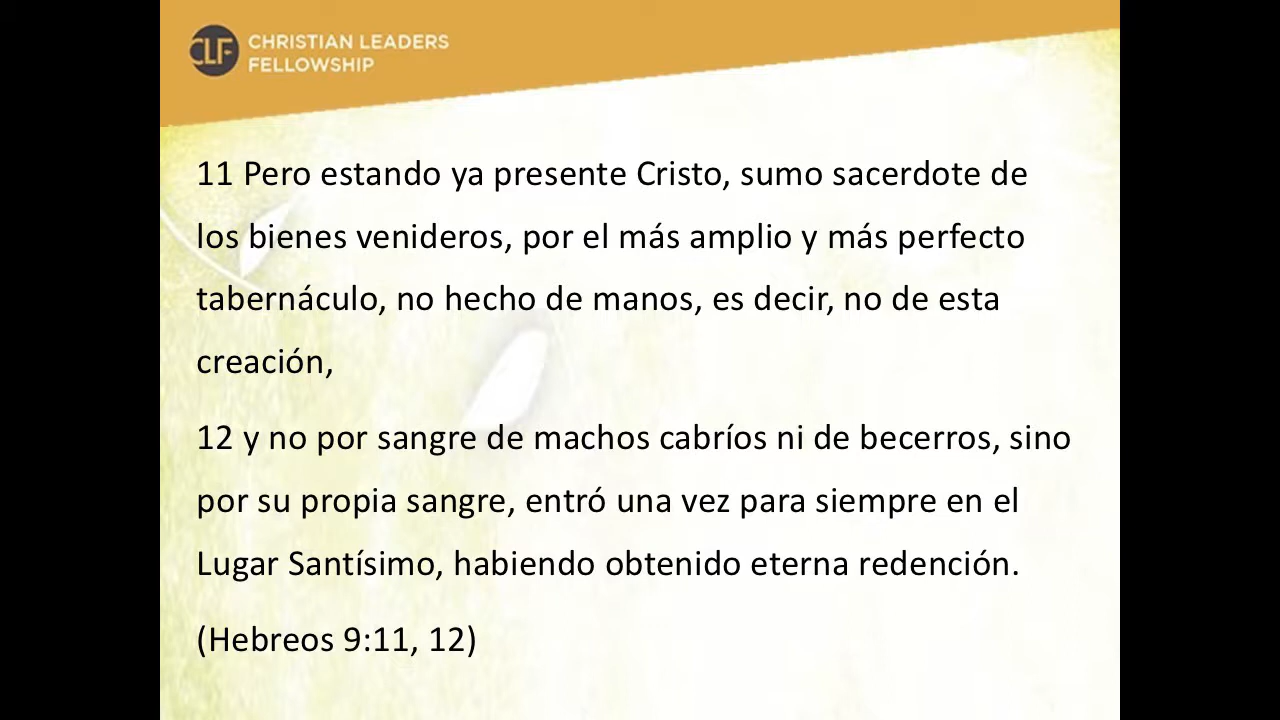 CLF CHRISTIAN LEADERS
FELLOWSHIP
11 Pero estando ya presente Cristo, sumo sacerdote de
los bienes venideros, por el más amplio y más perfecto
tabernáculo, no hecho de manos, es decir, no de esta
creación,
12 y no por sangre de machos cabríos ni de becerros, sino
por su propia sangre, entró una vez para siempre en el
Lugar Santísimo, habiendo obtenido eterna redención.
(Hebreos 9:11, 12)